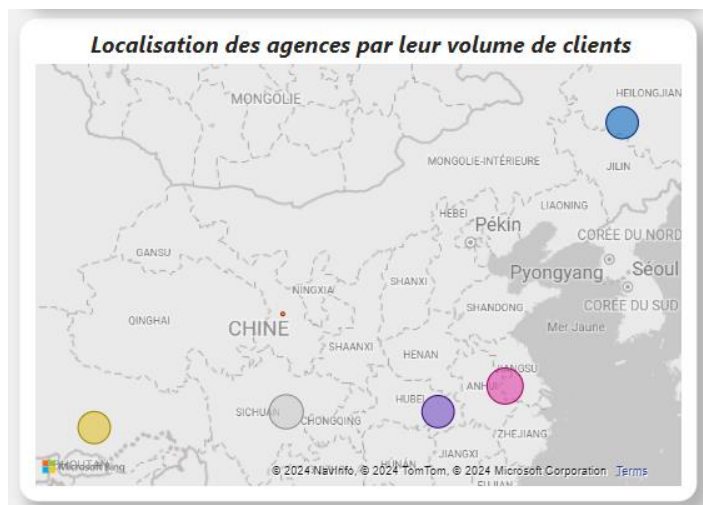 Localisation des agences par leur volume de clients
HEILONGJIAN
MONGOLIE
MONGOLIE-INTÉRIEURE
JILIN
LIAONING
HEBEI
Pékin
CORÉE DU NORD
GANSU
Pyongyang
Séoul
SHANXI
NINGXIA
CORÉE DU SUD
QINGHAI
CHINE
SHANDONG
Mer Jaune
SHAANXI
HENAN
JIANGSU
ANHUI
HUBEI
SICHUAN
CHONGQING
ZHEJIANG
JIANGXI
HUNAN
Microsoft Bing
© 2024 NavInfo, © 2024 TomTom, © 2024 Microsoft Corporation Terms